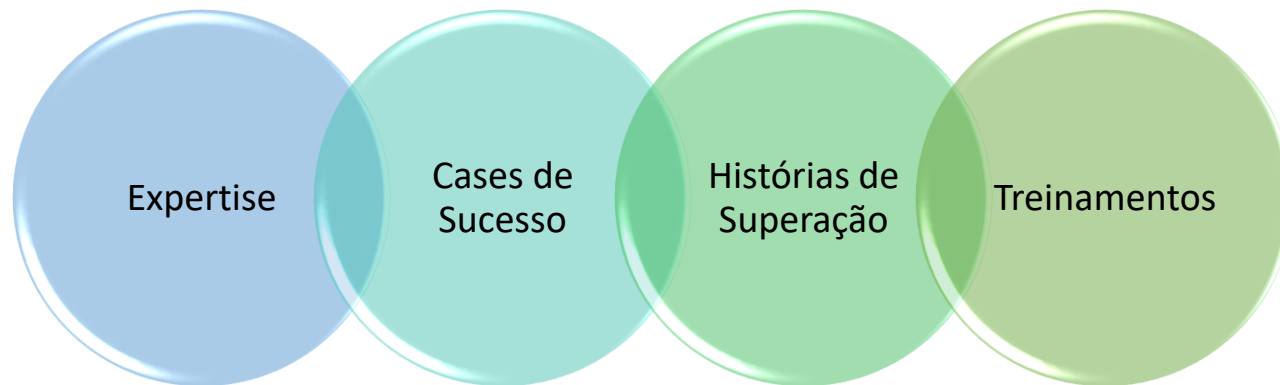 Expertise
Cases de
Sucesso
Histórias de
Superação
Treinamentos